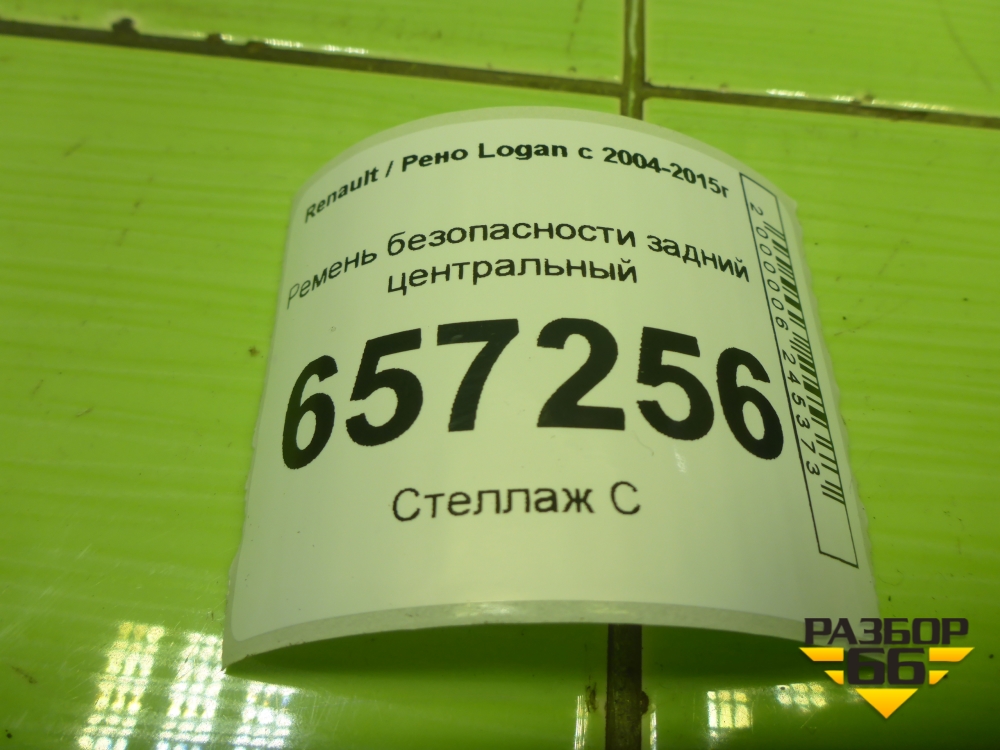 Renault / Рено Logan с 2004-2015г
Ремень безопасности задний
центральный
657256
Стеллаж С
2000006245373
РАЗБОР
66